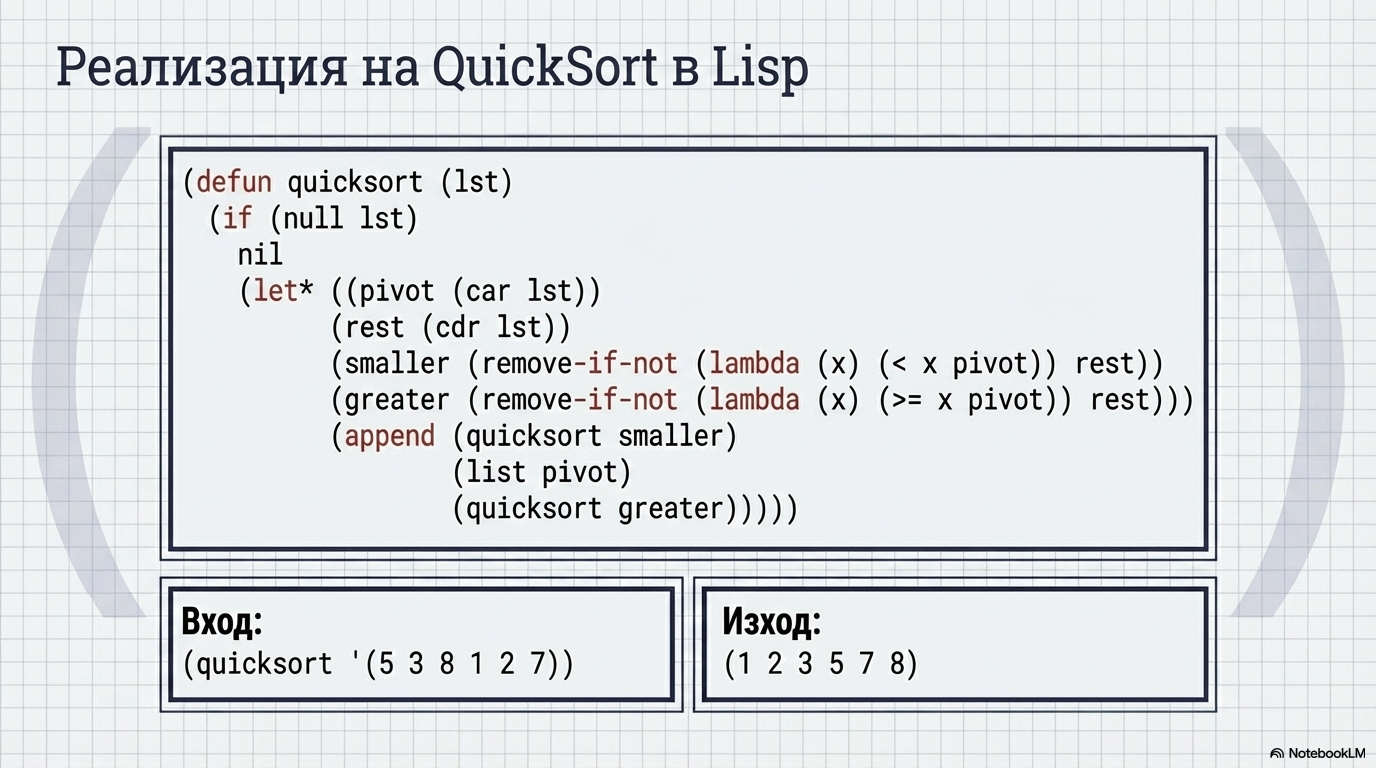 Реализация на QuickSort в Lisp
(defun quicksort (lst)
  (if (null lst)
    nil
    (let* ((pivot (car lst))
          (rest (cdr lst))
          (smaller (remove-if-not (lambda (x) (< x pivot)) rest))
          (greater (remove-if-not (lambda (x) (>= x pivot)) rest)))
          (append (quicksort smaller)
                  (list pivot)
                  (quicksort greater)))))
Вход:
(quicksort '(5 3 8 1 2 7))
Изход:
(1 2 3 5 7 8)
NotebookLM